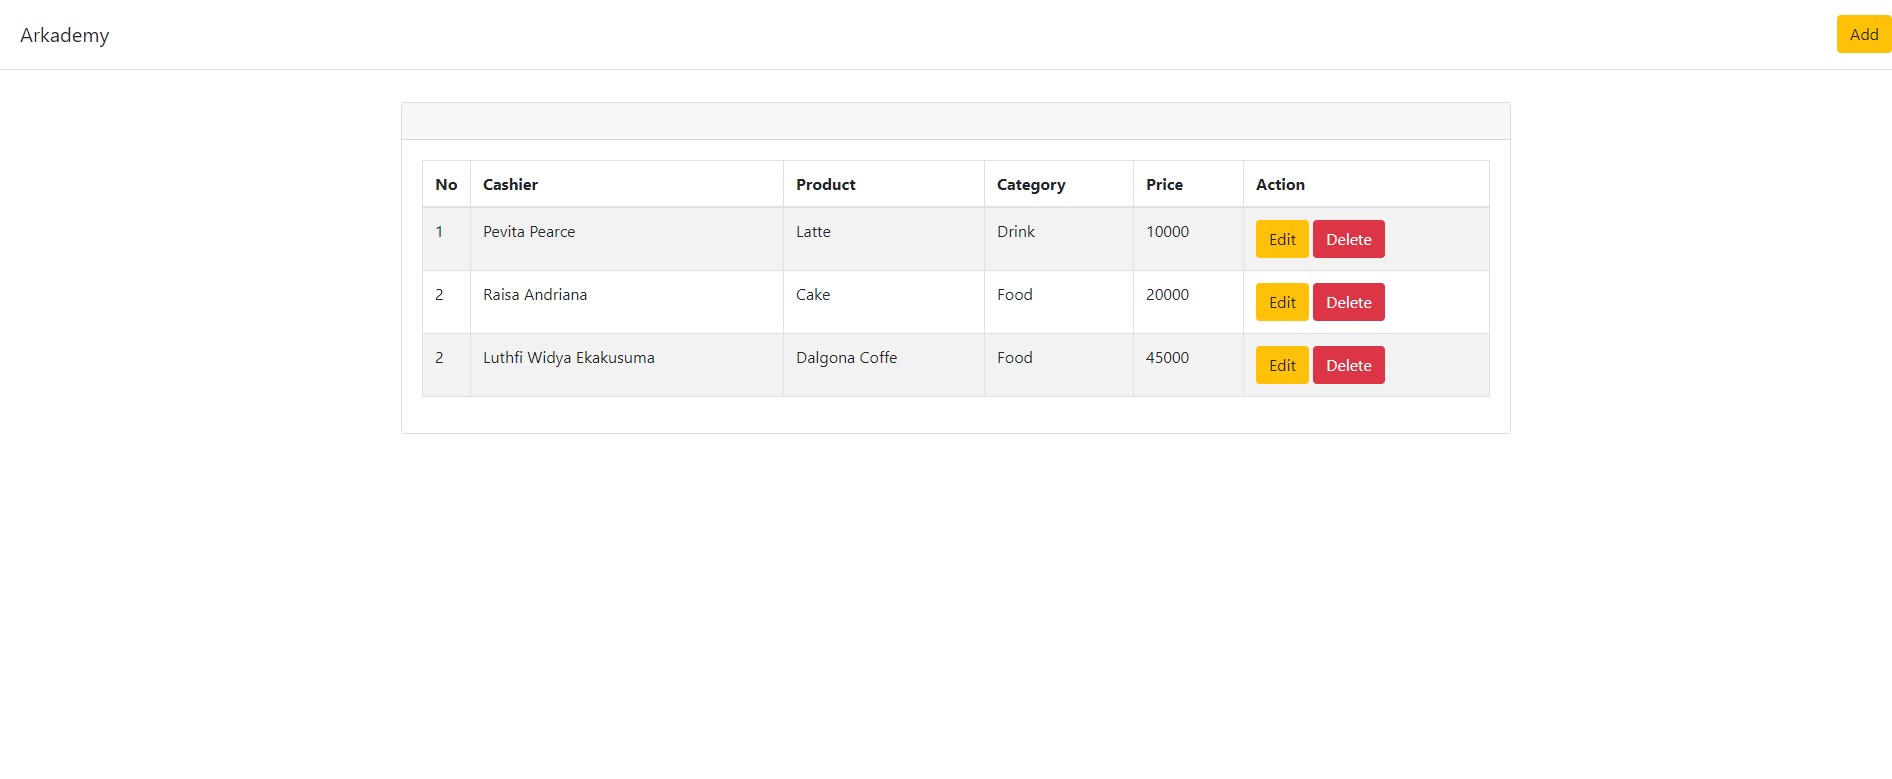 Arkademy Add
No Cashier Product Category Price Action
1 Pevita Pearce Latte Drink 10000 Edit Delete
2 Raisa Andriana Cake Food 20000 Edit Delete
2 Luthfi Widya Ekakusuma Dalgona Coffe Food 45000 Edit Delete